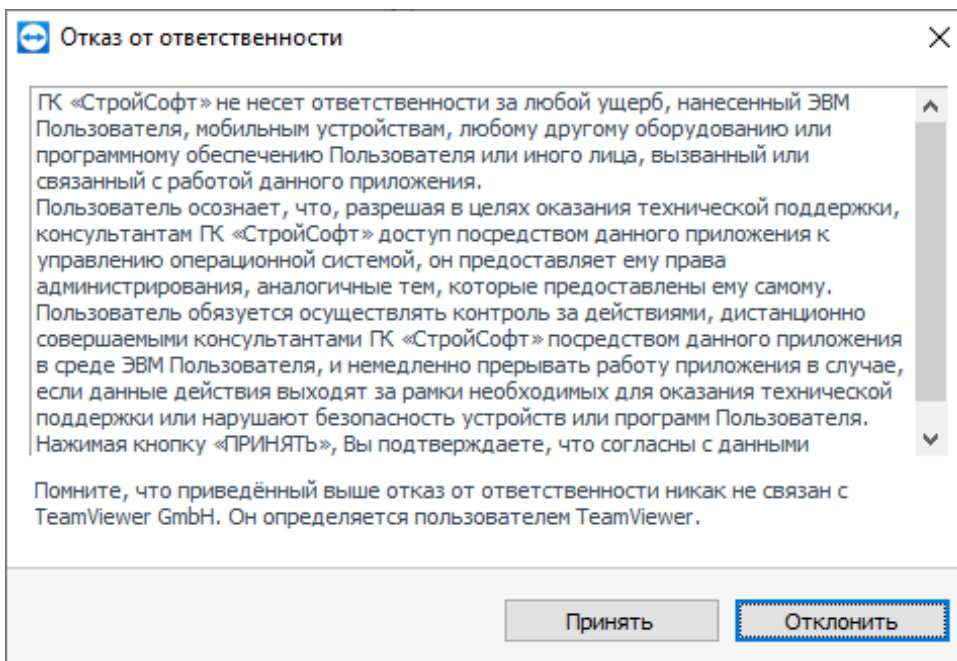 Отказ от ответственности
ГК «СтройСофт» не несет ответственности за любой ущерб, нанесенный ЭВМ
Пользователя, мобильным устройствам, любому другому оборудованию или
программному обеспечению Пользователя или иного лица, вызванный или
связанный с работой данного приложения.
Пользователь осознает, что, разрешая в целях оказания технической поддержки,
консультантам ГК «СтройСофт» доступ посредством данного приложения к
управлению операционной системой, он предоставляет ему права
администрирования, аналогичные тем, которые предоставлены ему самому.
Пользователь обязуется осуществлять контроль за действиями, дистанционно
совершаемыми консультантами ГК «СтройСофт» посредством данного приложения
в среде ЭВМ Пользователя, и немедленно прерывать работу приложения в случае,
если данные действия выходят за рамки необходимых для оказания технической
поддержки или нарушают безопасность устройств или программ Пользователя.
Нажимая кнопку «ПРИНЯТЬ», Вы подтверждаете, что согласны с данными
Помните, что приведённый выше отказ от ответственности никак не связан с
TeamViewer GmbH. Он определяется пользователем TeamViewer.
Принять
Отклонить